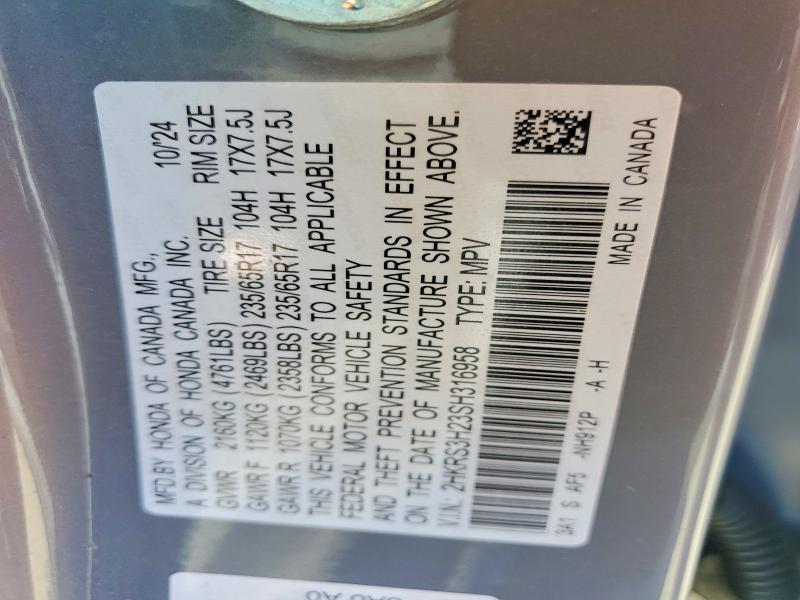 MFD.BY HONDA OF CANADA MFG., 10/'24
A DIVISION OF HONDA CANADA INC.
GVWR 2160KG (4761LBS) TIRE SIZE RIM SIZE
GAWR F 1120KG (2469LBS) 235/65R17 104H 17X7.5J
GAWR R 1070KG (2358LBS) 235/65R17 104H 17X7.5J
THIS VEHICLE CONFORMS TO ALL APPLICABLE
FEDERAL MOTOR VEHICLE SAFETY
AND THEFT PREVENTION STANDARDS IN EFFECT
ON THE DATE OF MANUFACTURE SHOWN ABOVE.
V.I.N: 2HKRS3H23SH316958 TYPE: MPV
3A1 S AF5 -NH912P -A -H
MADE IN CANADA